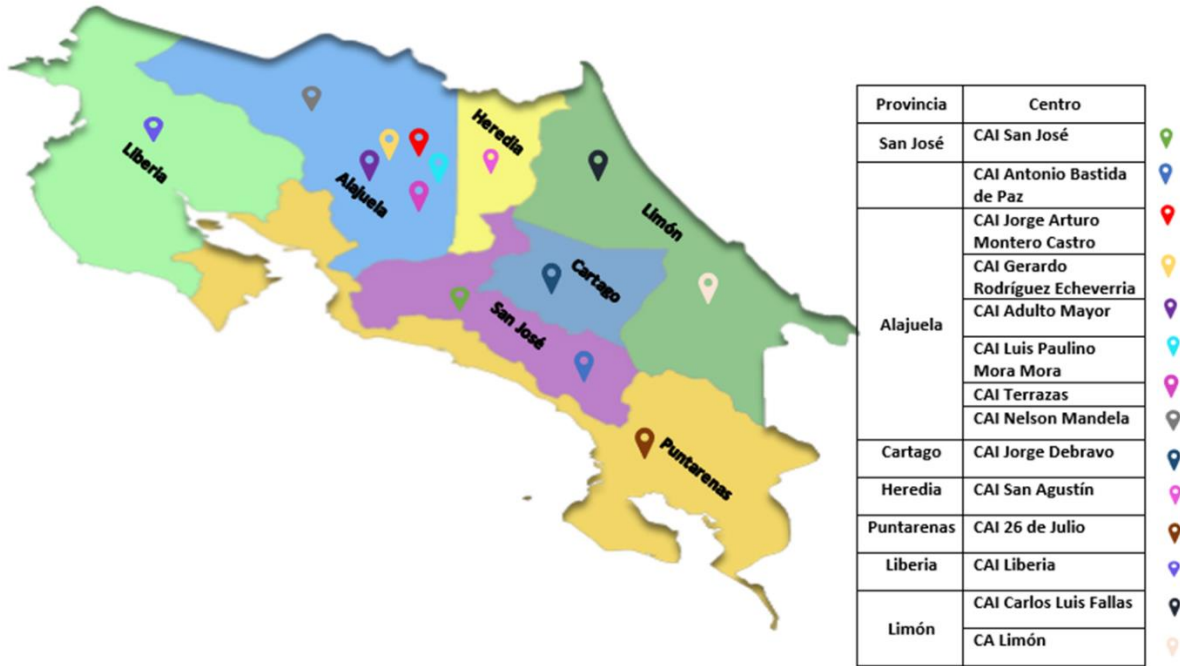 Liberia
Alajuela
Heredia
Limón
Cartago
San José
Puntarenas
Provincia Centro
San José CAI San José
CAI Antonio Bastida
de Paz
Alajuela
CAI Jorge Arturo
Montero Castro
CAI Gerardo
Rodríguez Echeverria
CAI Adulto Mayor
CAI Luis Paulino
Mora Mora
CAI Terrazas
CAI Nelson Mandela
Cartago CAI Jorge Debravo
Heredia CAI San Agustín
Puntarenas CAI 26 de Julio
Liberia CAI Liberia
Limón
CAI Carlos Luis Fallas
CA Limón